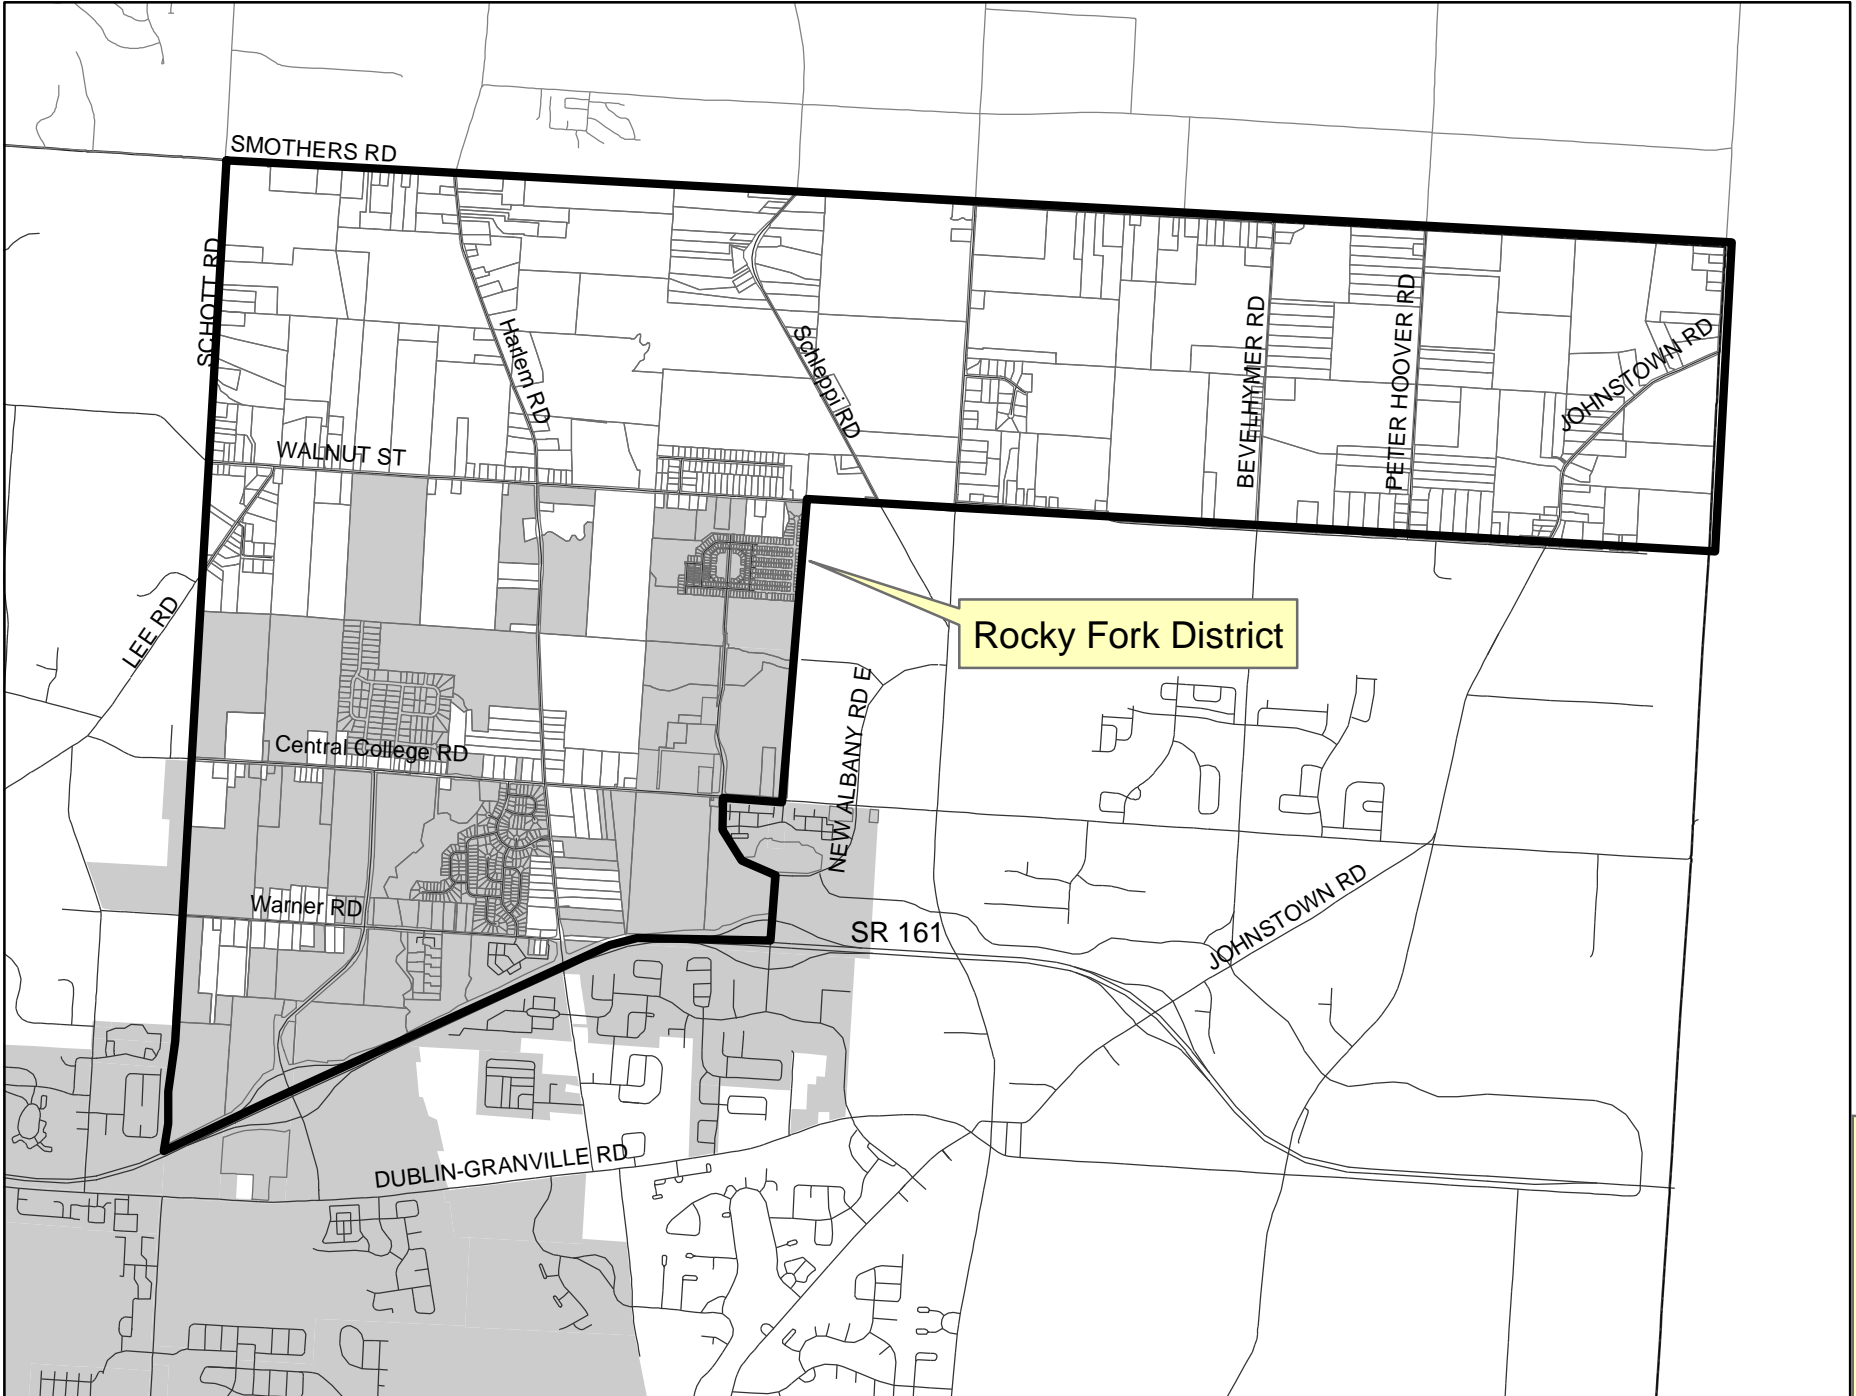 SMOTHERS RD
SCHOTT RD
Harlem RD
Schleppi RD
BEVELHYMER RD
PETER HOOVER RD
JOHNSTOWN RD
WALNUT ST
LEE RD
Rocky Fork District
Central College RD
NEW ALBANY RD E
Warner RD
SR 161
JOHNSTOWN RD
DUBLIN-GRANVILLE RD